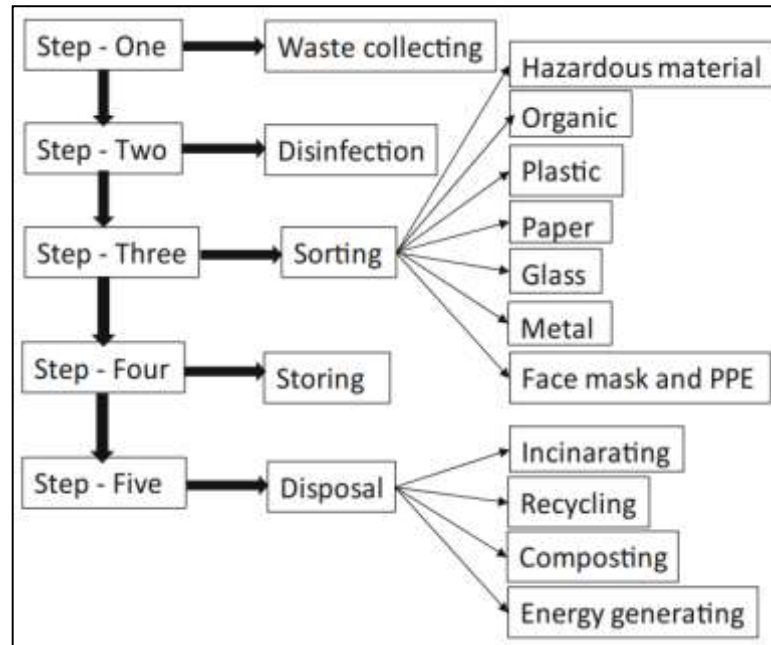 Step - One
Waste collecting
Hazardous material
Organic
Step - Two
Disinfection
Plastic
Paper
Step - Three
Sorting
Glass
Metal
Step - Four
Storing
Face mask and PPE
Incinarating
Step - Five
Disposal
Recycling
Composting
Energy generating